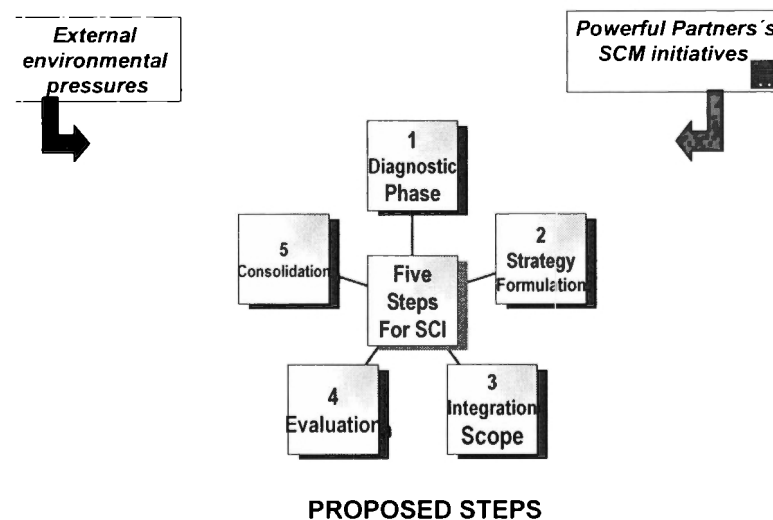 External
environmental
pressures
Powerful Partners´s
SCM initiatives
1
Diagnostic
Phase
5
Consolidation
2
Strategy
Formulation
Five
Steps
For SCI
4
Evaluation
3
Integration
Scope
PROPOSED STEPS